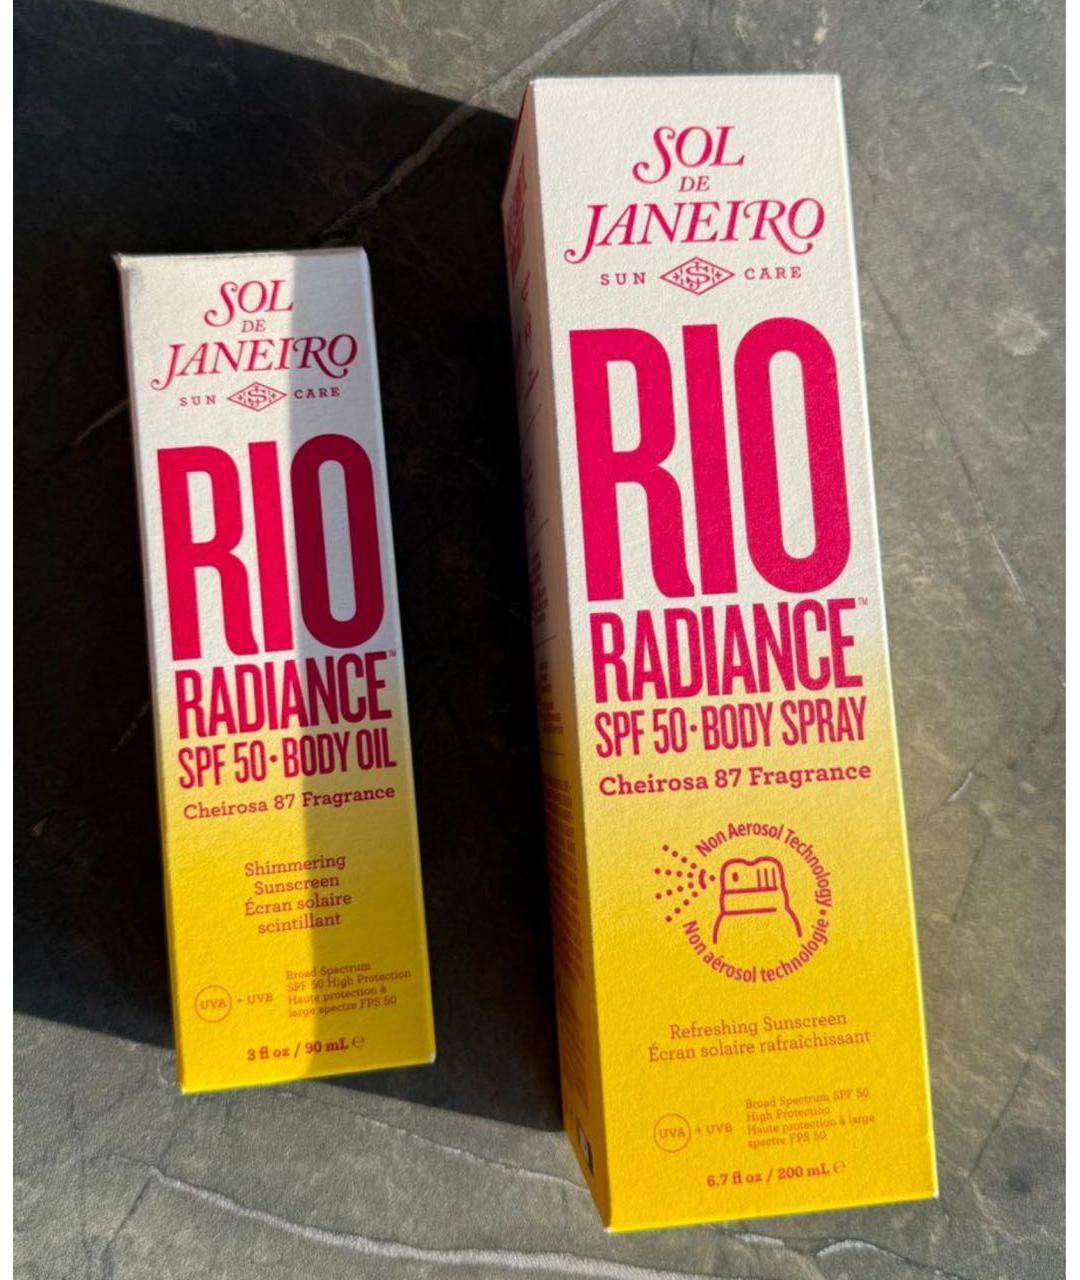 SOL
DE
JANEIRO
SUN CARE
RIO
RADIANCE™
SPF 50·BODY OIL
Cheirosa 87 Fragrance
Shimmering
Sunscreen
Écran solaire
scintillant
UVA + UVB
Broad Spectrum
SPF 50 High Protection
Haute protection à
large spectre FPS 50
3 fl oz / 90 mL ℮
SOL
DE
JANEIRO
SUN CARE
RIO
RADIANCE™
SPF 50·BODY SPRAY
Cheirosa 87 Fragrance
Non Aerosol Technology •
Non aérosol technologie •
Refreshing Sunscreen
Écran solaire rafraîchissant
UVA + UVB
Broad Spectrum SPF 50
High Protection
Haute protection à large
spectre FPS 50
6.7 fl oz / 200 mL ℮